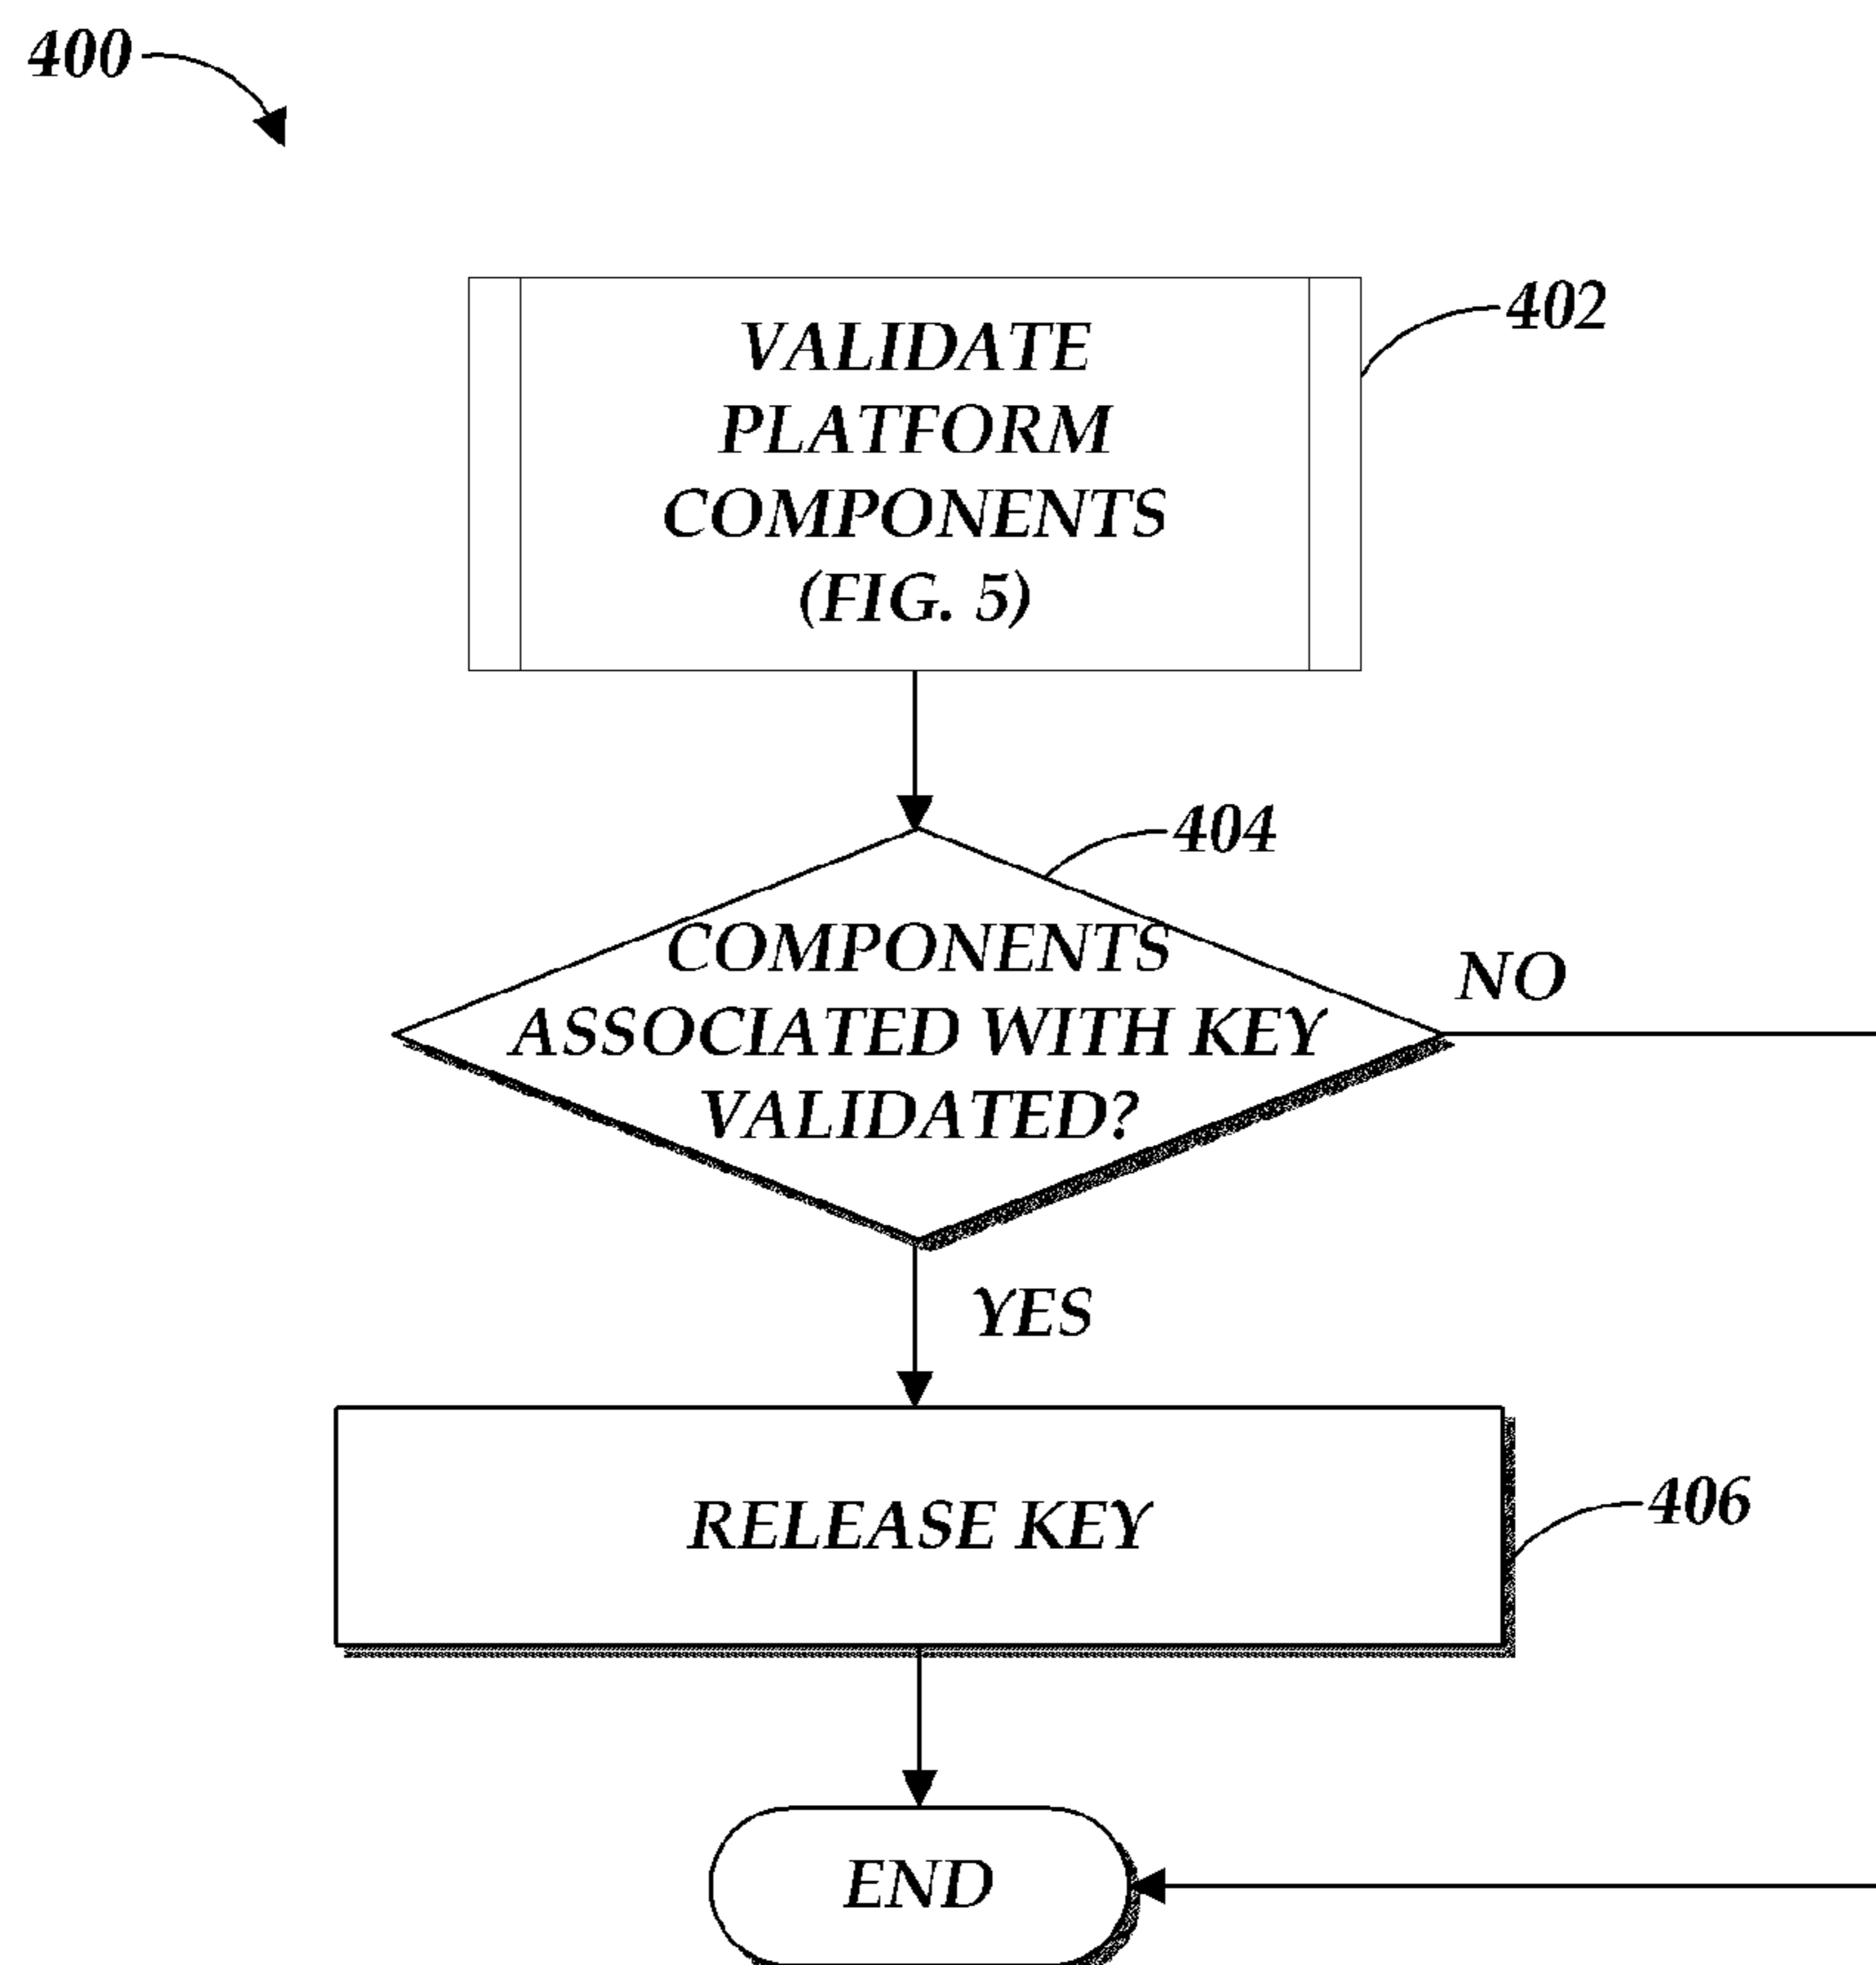 400
VALIDATE
PLATFORM
COMPONENTS
(FIG. 5)
402
404
COMPONENTS
ASSOCIATED WITH KEY
VALIDATED?
NO
YES
RELEASE KEY
406
END